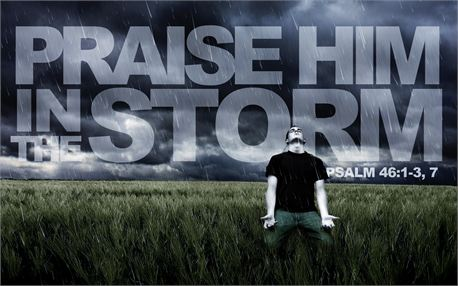 PRAISE HIM
IN THE STORM
PSALM 46:1-3, 7